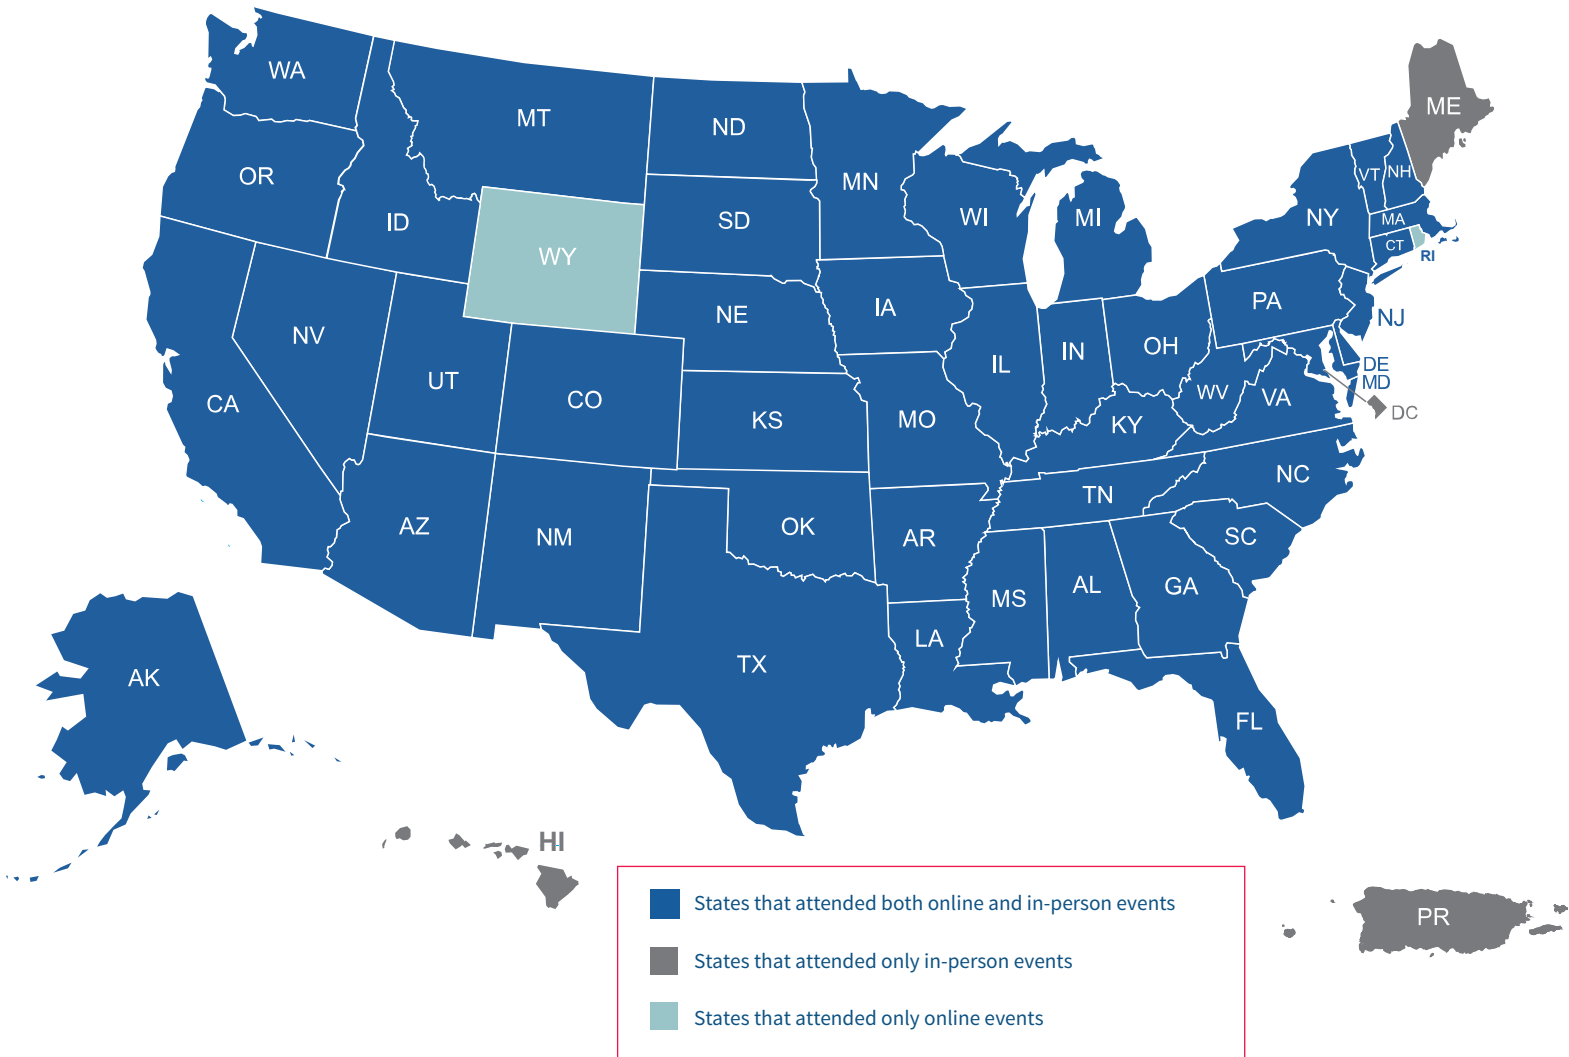 WA
MT
ND
ME
OR
ID
MN
VT
NH
WY
SD
WI
MI
NY
MA
CT
RI
NE
IA
PA
NJ
NV
UT
CO
IL
IN
OH
DE
MD
DC
CA
KS
MO
WV
VA
KY
NC
TN
AZ
NM
OK
AR
SC
MS
AL
GA
LA
TX
AK
FL
HI
PR
States that attended both online and in-person events
States that attended only in-person events
States that attended only online events